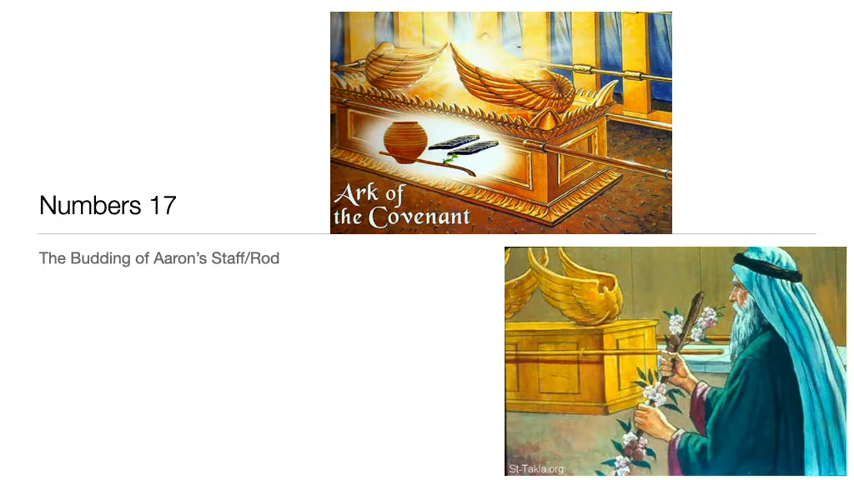 Numbers 17
The Budding of Aaron’s Staff/Rod
Ark of
the Covenant
St-Takla.org